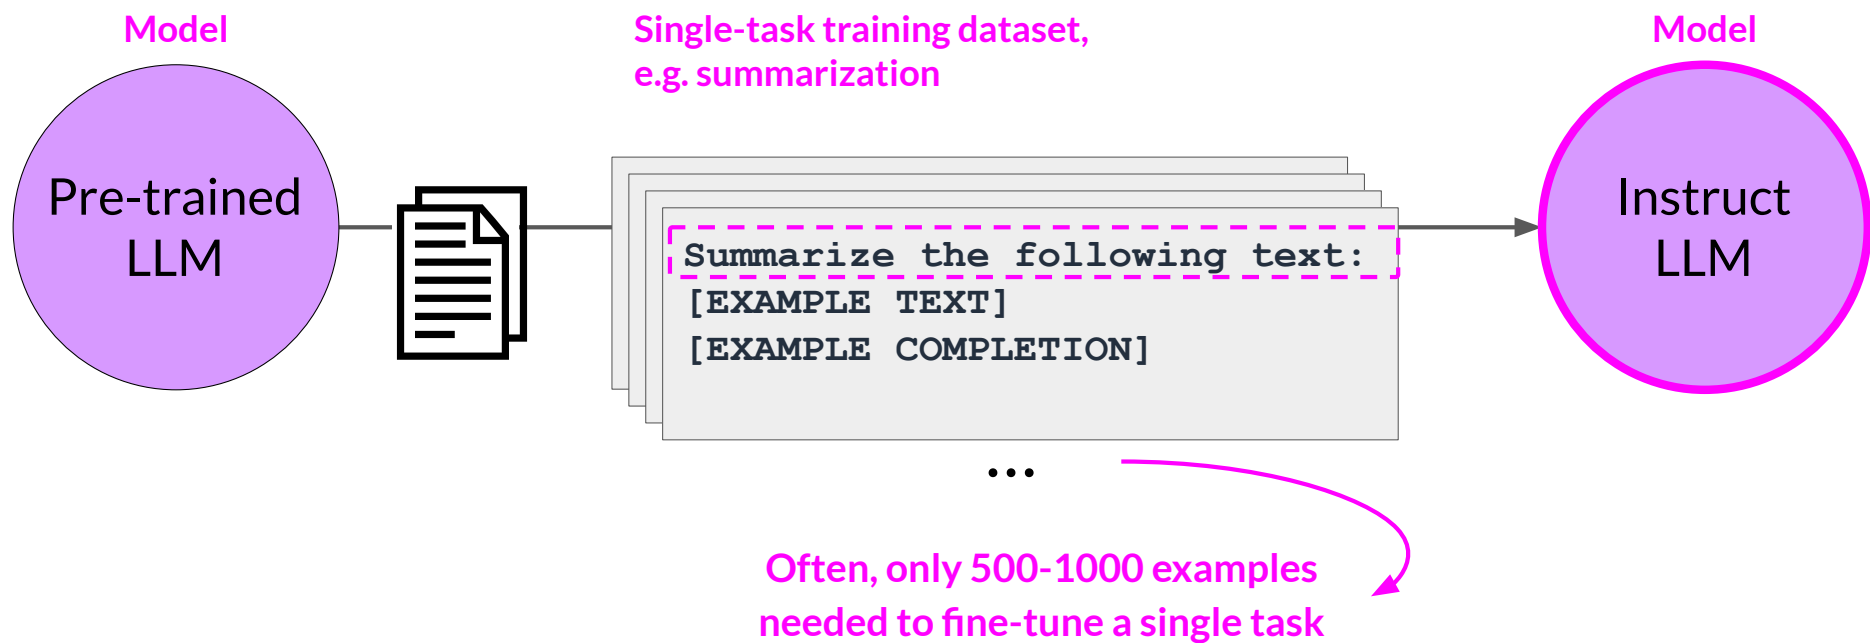 Model
Single-task training dataset,
e.g. summarization
Model
Pre-trained
LLM
Summarize the following text:
[EXAMPLE TEXT]
[EXAMPLE COMPLETION]
...
Instruct
LLM
Often, only 500-1000 examples
needed to fine-tune a single task